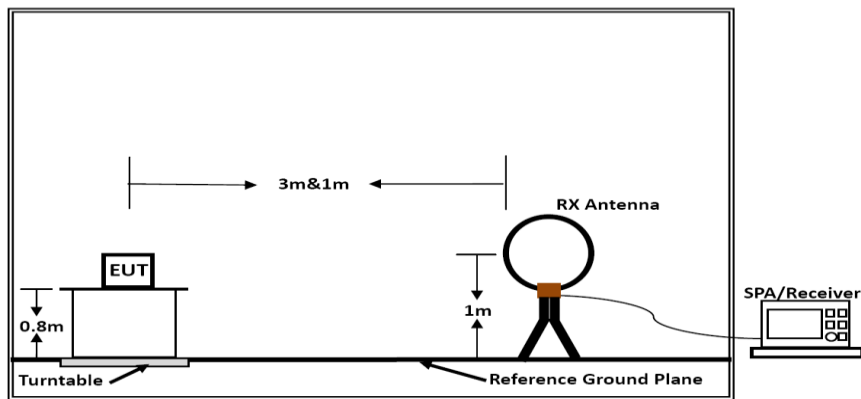 3m&1m
RX Antenna
EUT
SPA/Receiver
0.8m
1m
Turntable
Reference Ground Plane